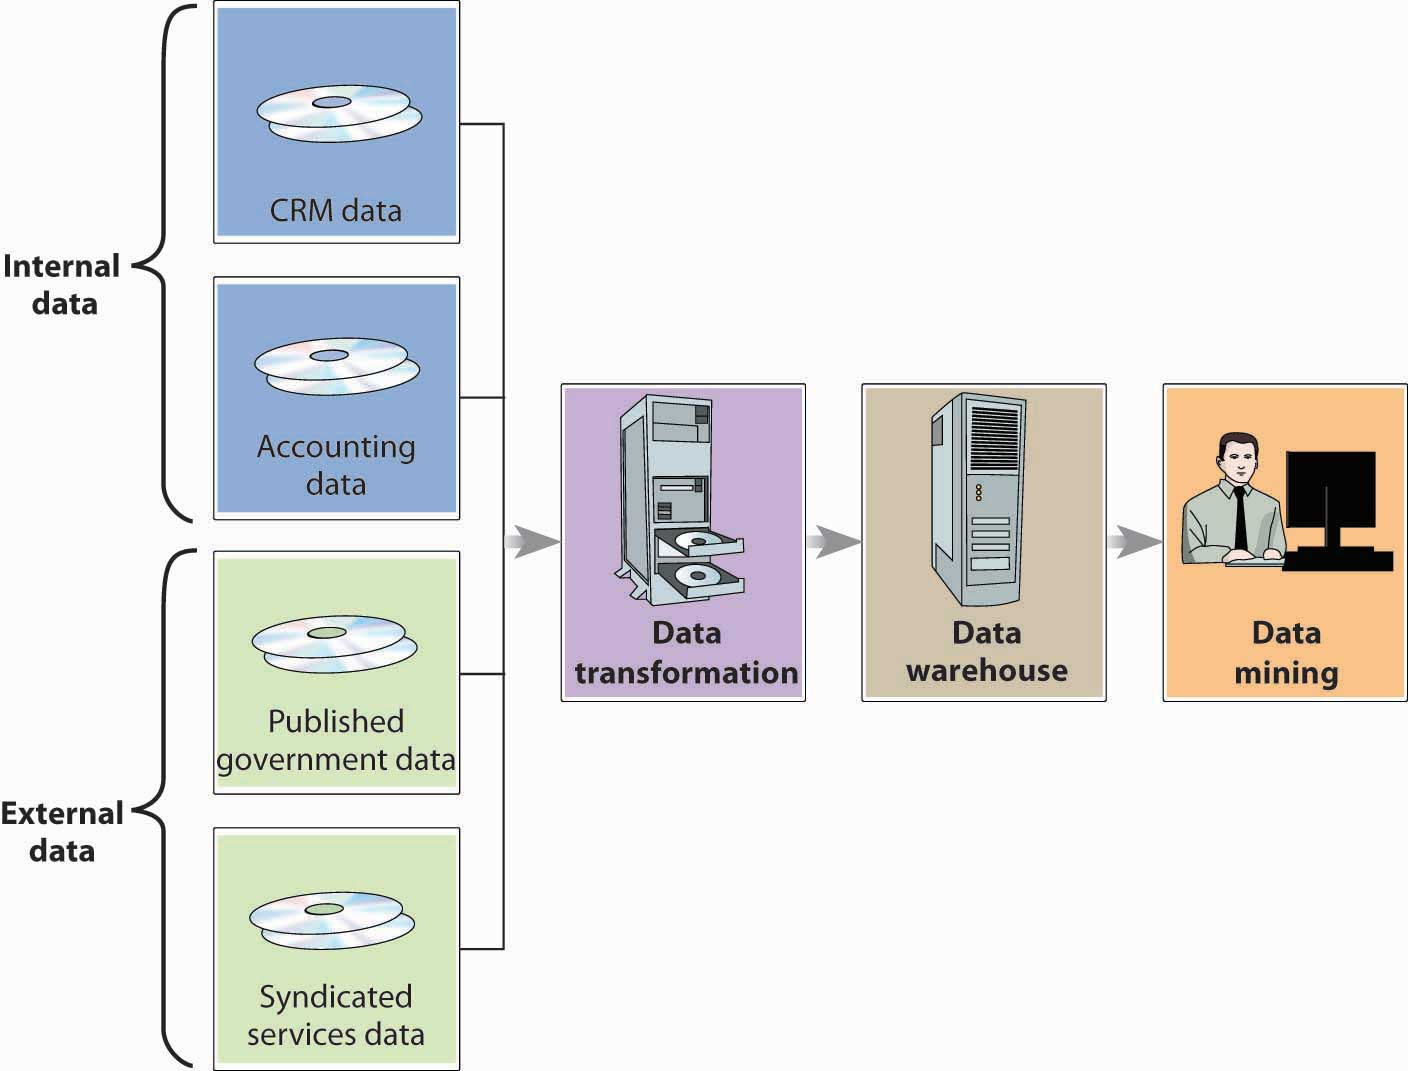 Internal
data
CRM data
Accounting
data
External
data
Published
government data
Syndicated
services data
Data
transformation
Data
warehouse
Data
mining